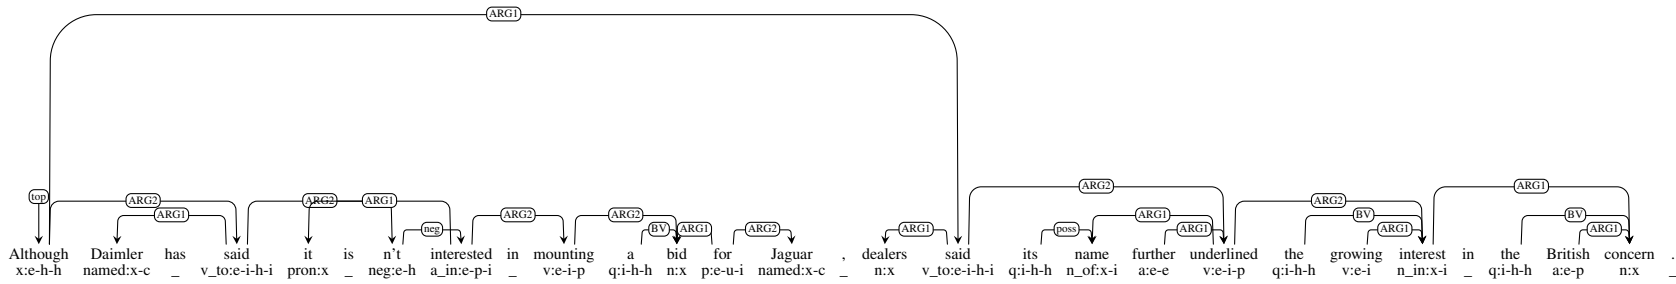 ARG1
ARG2 ARG2
top ARG2 ARG2 ARG1 ARG2 ARG2 ARG1
ARG1 neg BV ARG1 ARG2 ARG1 poss ARG1 ARG1 BV ARG1 BV ARG1
Although Daimler has said it is n't interested in mounting a bid for Jaguar , dealers said its name further underlined the growing interest in the British concern .
x:e-h-h named:x-c _ v_to:e-i-h-i pron:x _ neg:e-h a_in:e-p-i _ v:e-i-p q:i-h-h n:x p:e-u-i named:x-c _ n:x v_to:e-i-h-i q:i-h-h n_of:x-i a:e-e v:e-i-p q:i-h-h v:e-i n_in:x-i _ q:i-h-h a:e-p n:x _